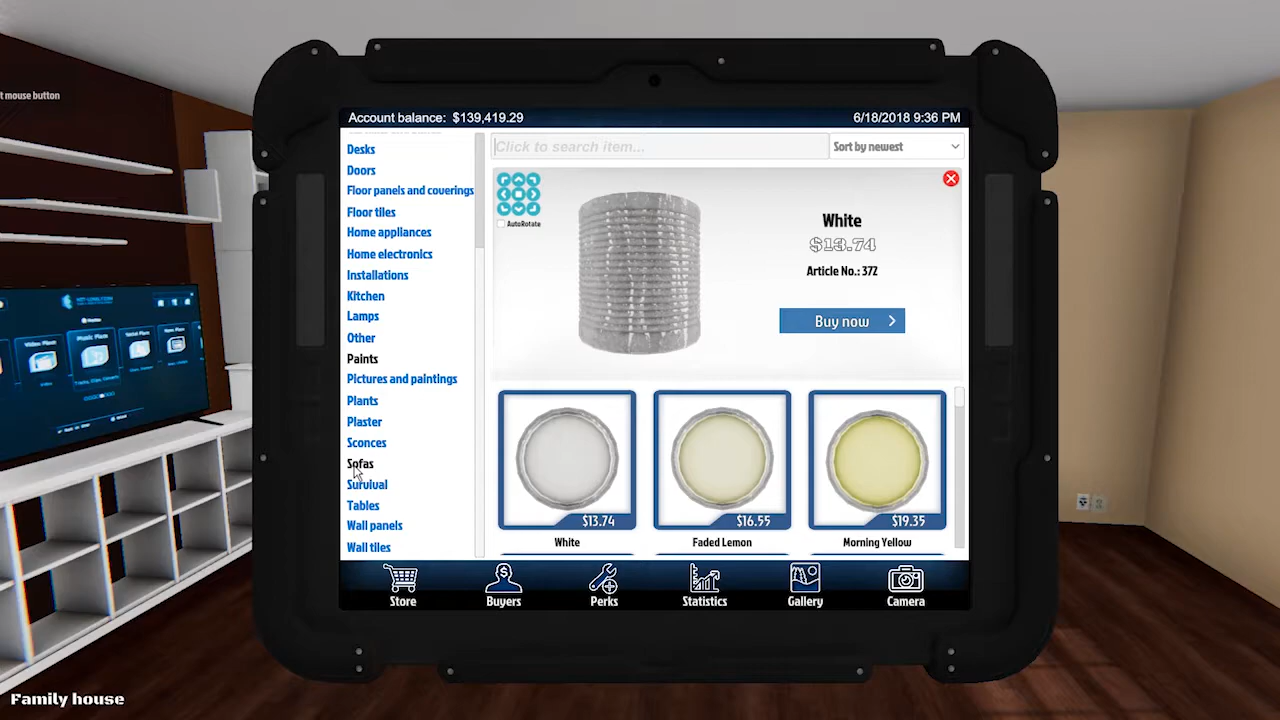 t mouse button
Account balance: $139,419.29
6/18/2018 9:36 PM
Desks
Doors
Floor panels and coverings
Floor tiles
Home appliances
Home electronics
Installations
Kitchen
Lamps
Other
Paints
Pictures and paintings
Plants
Plaster
Sconces
Sofas
Survival
Tables
Wall panels
Wall tiles
Click to search item...
Sort by newest
AutoRotate
White
$13.74
Article No.: 372
Buy now
$13.74
$16.55
$19.35
White
Faded Lemon
Morning Yellow
Store
Buyers
Perks
Statistics
Gallery
Camera
Family house